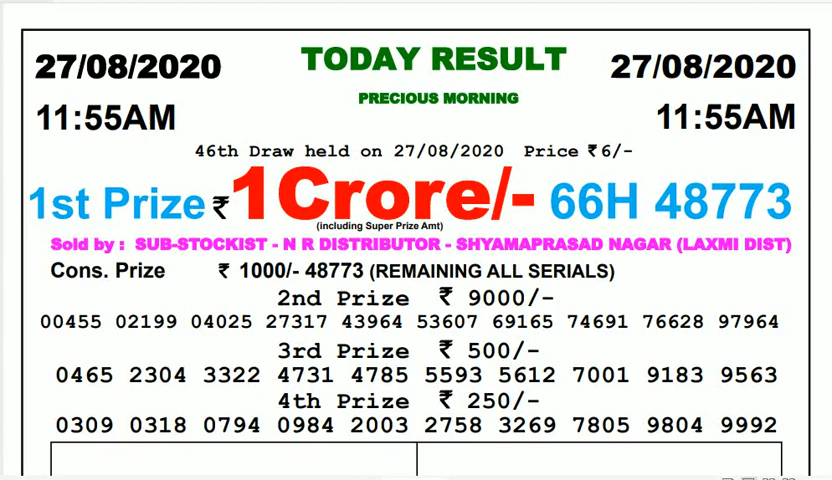 27/08/2020 TODAY RESULT 27/08/2020
PRECIOUS MORNING
11:55AM 11:55AM
46th Draw held on 27/08/2020 Price ₹6/-
1st Prize ₹1Crore/- 66H 48773
(including Super Prize Amt)
Sold by : SUB-STOCKIST - N R DISTRIBUTOR - SHYAMAPRASAD NAGAR (LAXMI DIST)
Cons. Prize ₹ 1000/- 48773 (REMAINING ALL SERIALS)
2nd Prize ₹ 9000/-
00455 02199 04025 27317 43964 53607 69165 74691 76628 97964
3rd Prize ₹ 500/-
0465 2304 3322 4731 4785 5593 5612 7001 9183 9563
4th Prize ₹ 250/-
0309 0318 0794 0984 2003 2758 3269 7805 9804 9992